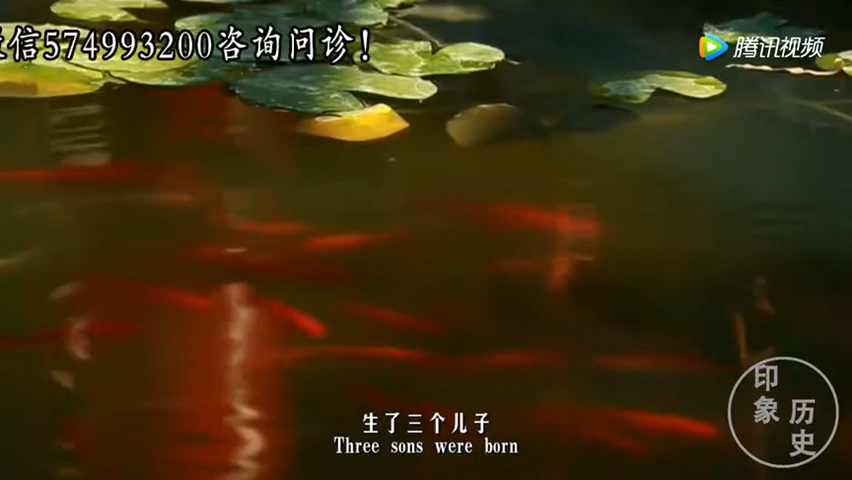 信574993200咨询问诊！
腾讯视频
印象
历史
生了三个儿子
Three sons were born